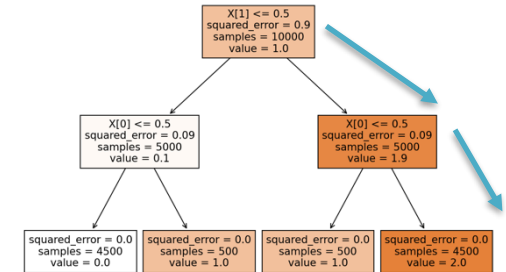 X[1] <= 0.5
squared_error = 0.9
samples = 10000
value = 1.0
X[0] <= 0.5
squared_error = 0.09
samples = 5000
value = 0.1
X[0] <= 0.5
squared_error = 0.09
samples = 5000
value = 1.9
squared_error = 0.0
samples = 4500
value = 0.0
squared_error = 0.0
samples = 500
value = 1.0
squared_error = 0.0
samples = 500
value = 1.0
squared_error = 0.0
samples = 4500
value = 2.0